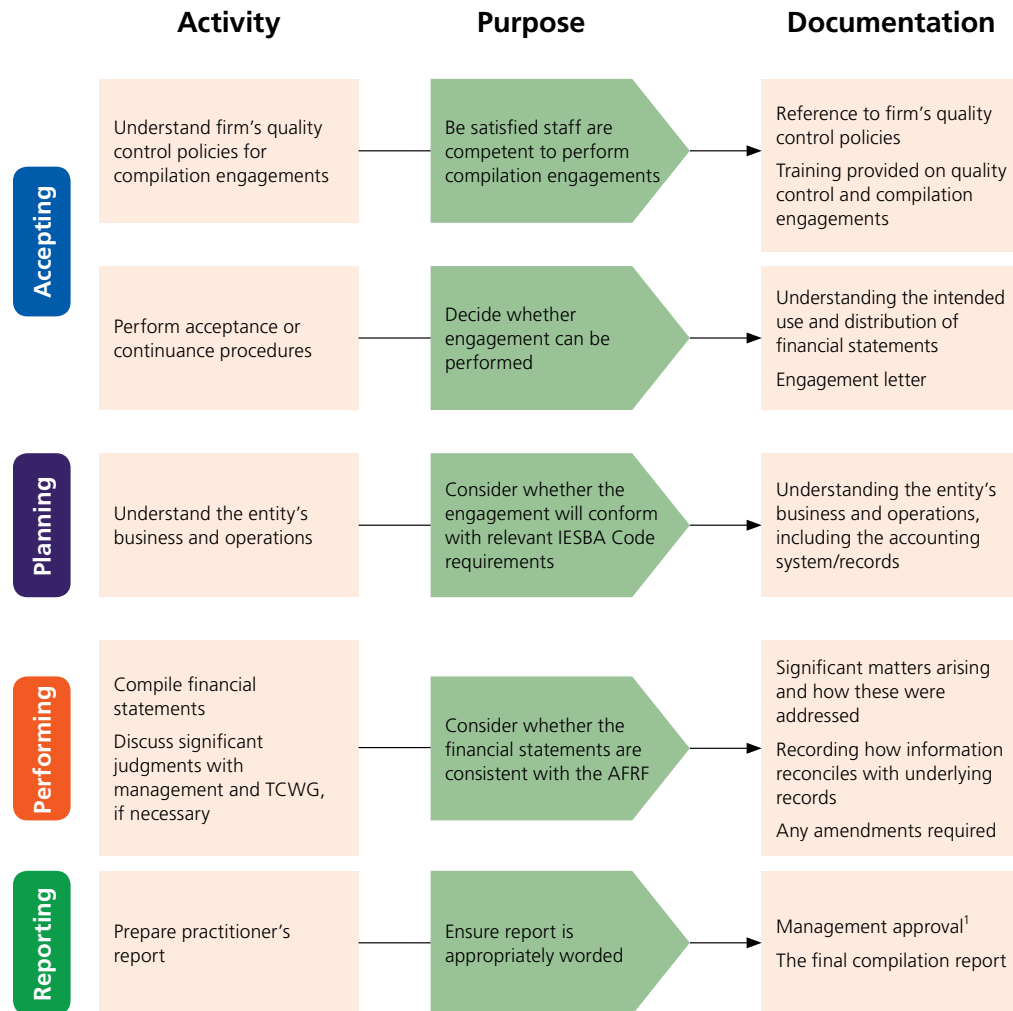 Activity
Purpose
Documentation
Accepting
Understand firm's quality
control policies for
compilation engagements
Be satisfied staff are
competent to perform
compilation engagements
Reference to firm's quality
control policies
Training provided on quality
control and compilation
engagements
Perform acceptance or
continuance procedures
Decide whether
engagement can be
performed
Understanding the intended
use and distribution of
financial statements
Engagement letter
Planning
Understand the entity's
business and operations
Consider whether the
engagement will conform
with relevant IESBA Code
requirements
Understanding the entity's
business and operations,
including the accounting
system/records
Performing
Compile financial
statements
Discuss significant
judgments with
management and TCWG,
if necessary
Consider whether the
financial statements are
consistent with the AFRF
Significant matters arising
and how these were
addressed
Recording how information
reconciles with underlying
records
Any amendments required
Reporting
Prepare practitioner's
report
Ensure report is
appropriately worded
Management approval¹
The final compilation report